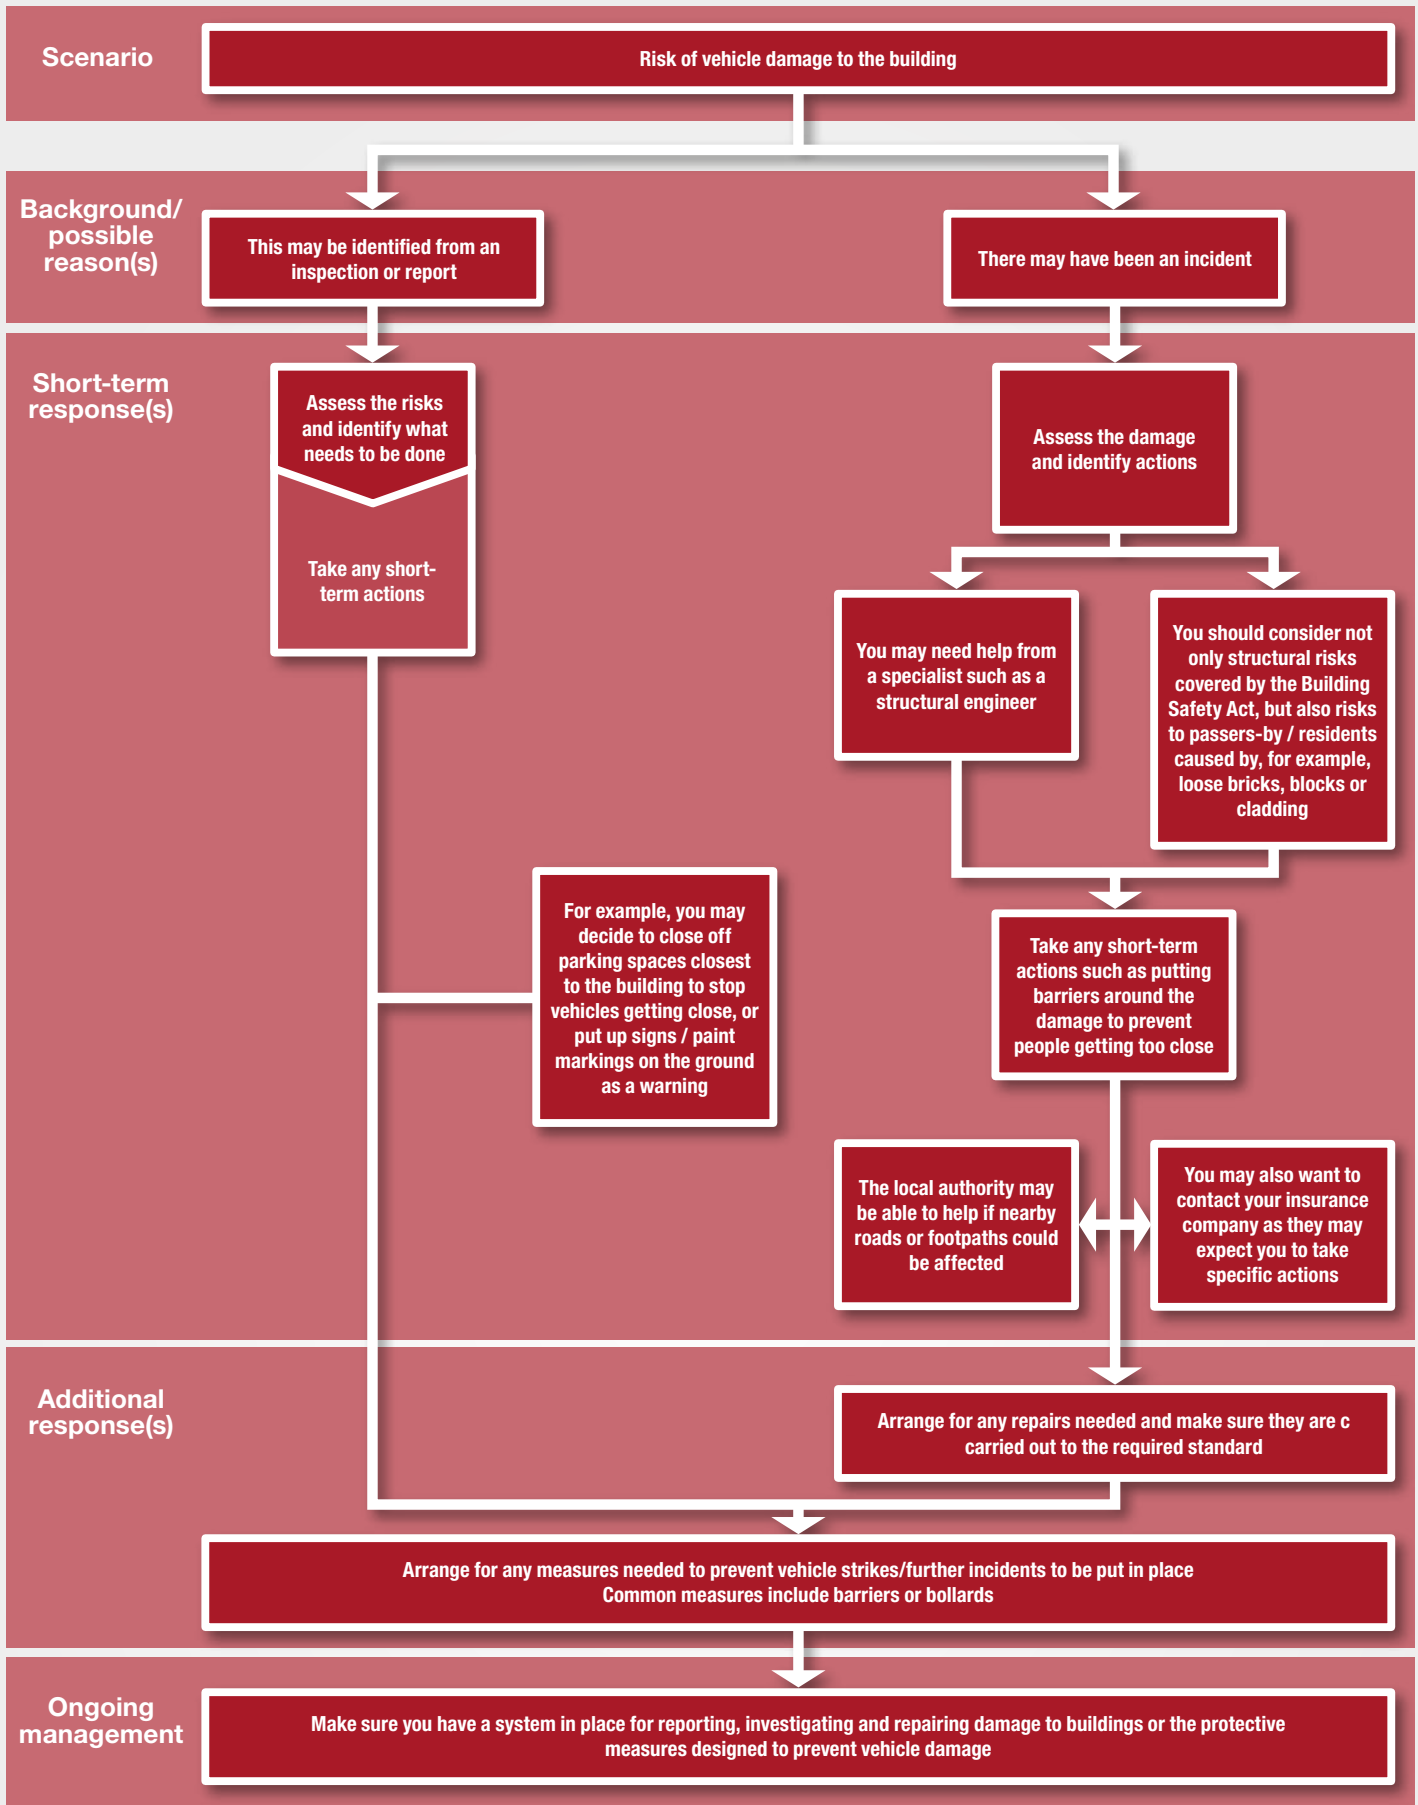 Scenario
Risk of vehicle damage to the building
Background/
possible
reason(s)
This may be identified from an
inspection or report
There may have been an incident
Short-term
response(s)
Assess the risks
and identify what
needs to be done
Take any short-
term actions
For example, you may
decide to close off
parking spaces closest
to the building to stop
vehicles getting close, or
put up signs / paint
markings on the ground
as a warning
Assess the damage
and identify actions
You may need help from
a specialist such as a
structural engineer
You should consider not
only structural risks
covered by the Building
Safety Act, but also risks
to passers-by / residents
caused by, for example,
loose bricks, blocks or
cladding
Take any short-term
actions such as putting
barriers around the
damage to prevent
people getting too close
The local authority may
be able to help if nearby
roads or footpaths could
be affected
You may also want to
contact your insurance
company as they may
expect you to take
specific actions
Additional
response(s)
Arrange for any repairs needed and make sure they are c
carried out to the required standard
Arrange for any measures needed to prevent vehicle strikes/further incidents to be put in place
Common measures include barriers or bollards
Ongoing
management
Make sure you have a system in place for reporting, investigating and repairing damage to buildings or the protective
measures designed to prevent vehicle damage